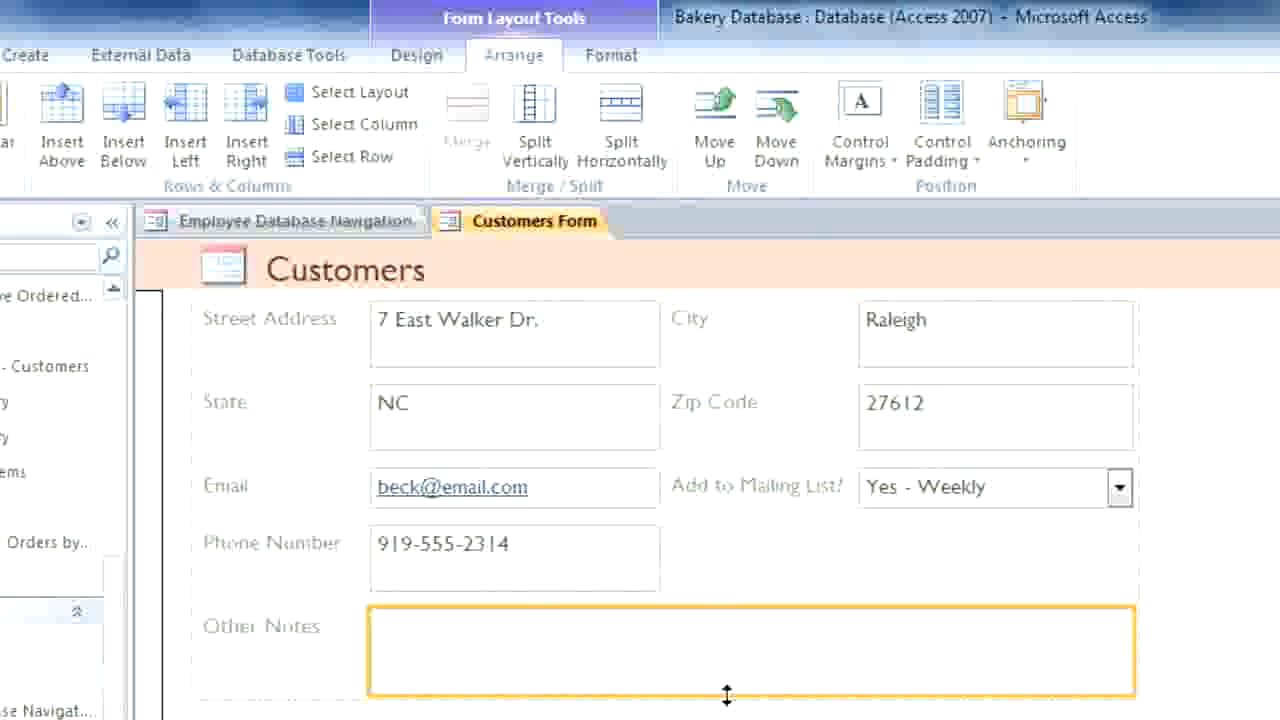 Form Layout Tools
Bakery Database : Database (Access 2007) - Microsoft Access
Create External Data Database Tools Design Arrange Format
Insert Above
Insert Below
Insert Left
Insert Right
Select Layout
Select Column
Select Row
Merge
Split Vertically
Split Horizontally
Move Up
Move Down
Control Margins
Control Padding
Anchoring
Rows & Columns
Merge / Split
Move
Position
Employee Database Navigation
Customers Form
Customers
Street Address 7 East Walker Dr. City Raleigh
State NC Zip Code 27612
Email beck@email.com Add to Mailing List? Yes - Weekly
Phone Number 919-555-2314
Other Notes
Ordered...
- Customers
Orders by...
Navigat...